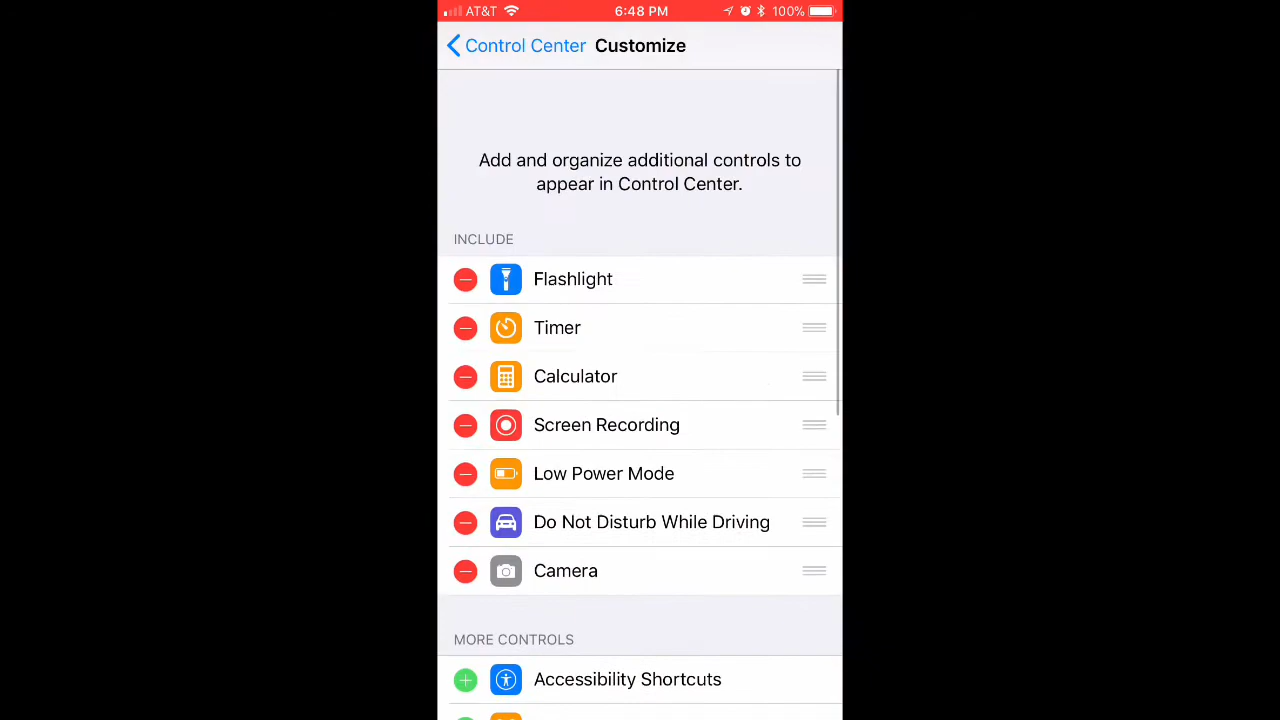 AT&T 6:48 PM 100%
Control Center Customize
Add and organize additional controls to
appear in Control Center.
INCLUDE
Flashlight
Timer
Calculator
Screen Recording
Low Power Mode
Do Not Disturb While Driving
Camera
MORE CONTROLS
Accessibility Shortcuts